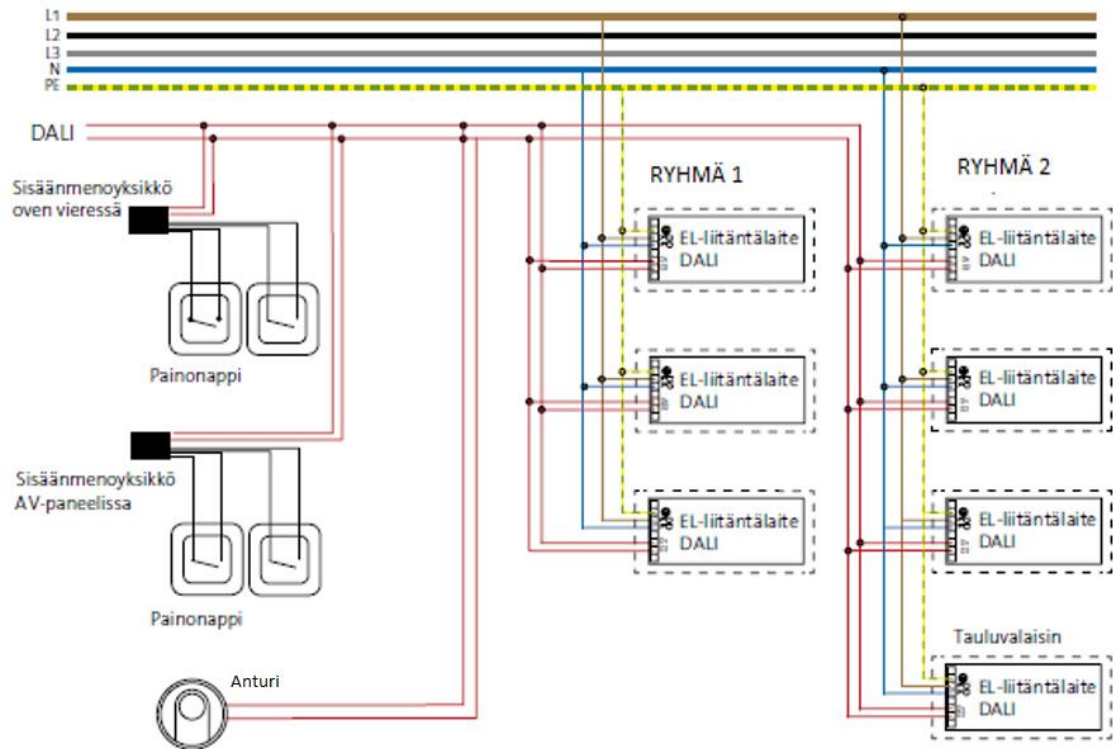 L1
L2
L3
N
PE
DALI
Sisäänmenoyksikkö
oven vieressä
Painonappi
Sisäänmenoyksikkö
AV-paneelissa
Painonappi
Anturi
RYHMÄ 1
EL-liitäntälaite
DALI
EL-liitäntälaite
DALI
EL-liitäntälaite
DALI
RYHMÄ 2
EL-liitäntälaite
DALI
EL-liitäntälaite
DALI
EL-liitäntälaite
DALI
Tauluvalaisin
EL-liitäntälaite
DALI